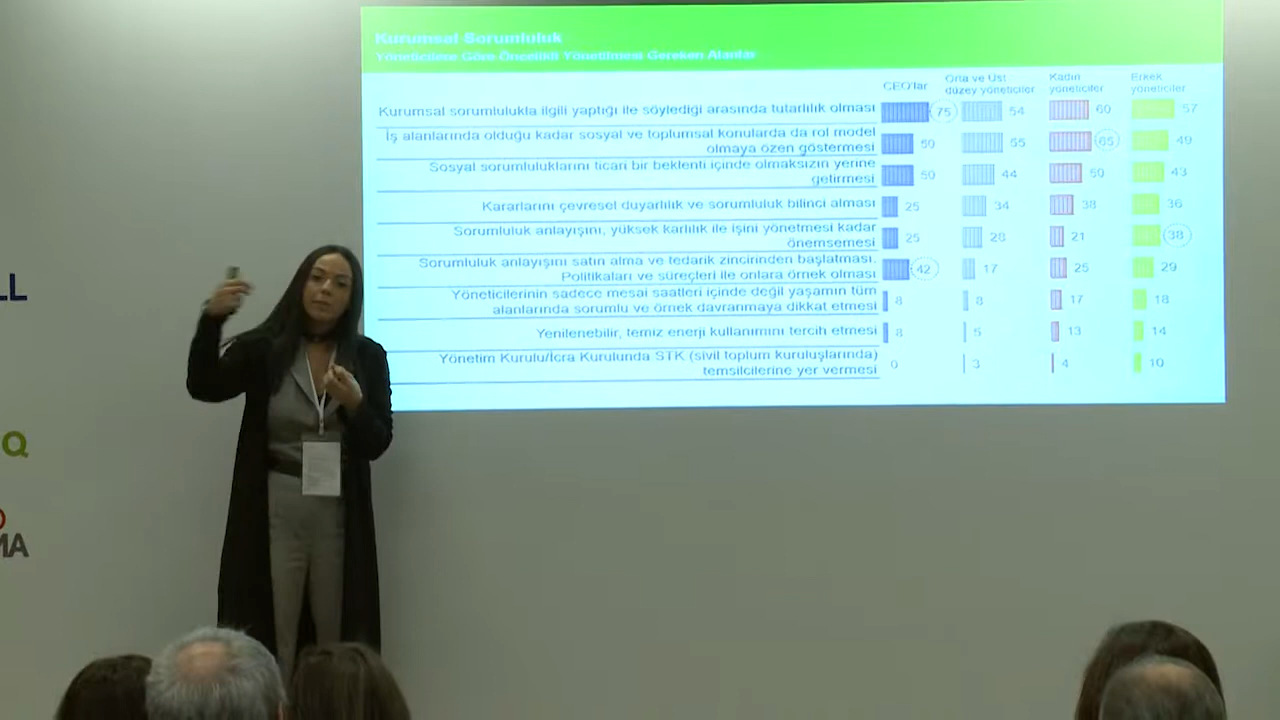 Kurumsal Sorumluluk
Yöneticilere Göre Öncelikli Yönetilmesi Gereken Alanlar
CEO'lar
Orta ve Üst
düzey yöneticiler
Kadın
yöneticiler
Erkek
yöneticiler
Kurumsal sorumlulukla ilgili yaptığı ile söylediği arasında tutarlılık olması 75 54 60 57
İş alanlarında olduğu kadar sosyal ve toplumsal konularda da rol model
olmaya özen göstermesi 50 55 65 49
Sosyal sorumluluklarını ticari bir beklenti içinde olmaksızın yerine
getirmesi 50 44 50 43
Kararlarını çevresel duyarlılık ve sorumluluk bilinci alması 25 34 38 36
Sorumluluk anlayışını, yüksek karlılık ile işini yönetmesi kadar
önemsemesi 25 28 21 38
Sorumluluk anlayışını satın alma ve tedarik zincirinden başlatması.
Politikaları ve süreçleri ile onlara örnek olması 42 17 25 29
Yöneticilerinin sadece mesai saatleri içinde değil yaşamın tüm
alanlarında sorumlu ve örnek davranmaya dikkat etmesi 8 8 17 18
Yenilenebilir, temiz enerji kullanımını tercih etmesi 8 5 13 14
Yönetim Kurulu/İcra Kurulunda STK (sivil toplum kuruluşlarında)
temsilcilerine yer vermesi 0 3 4 10
LL
Q
MA